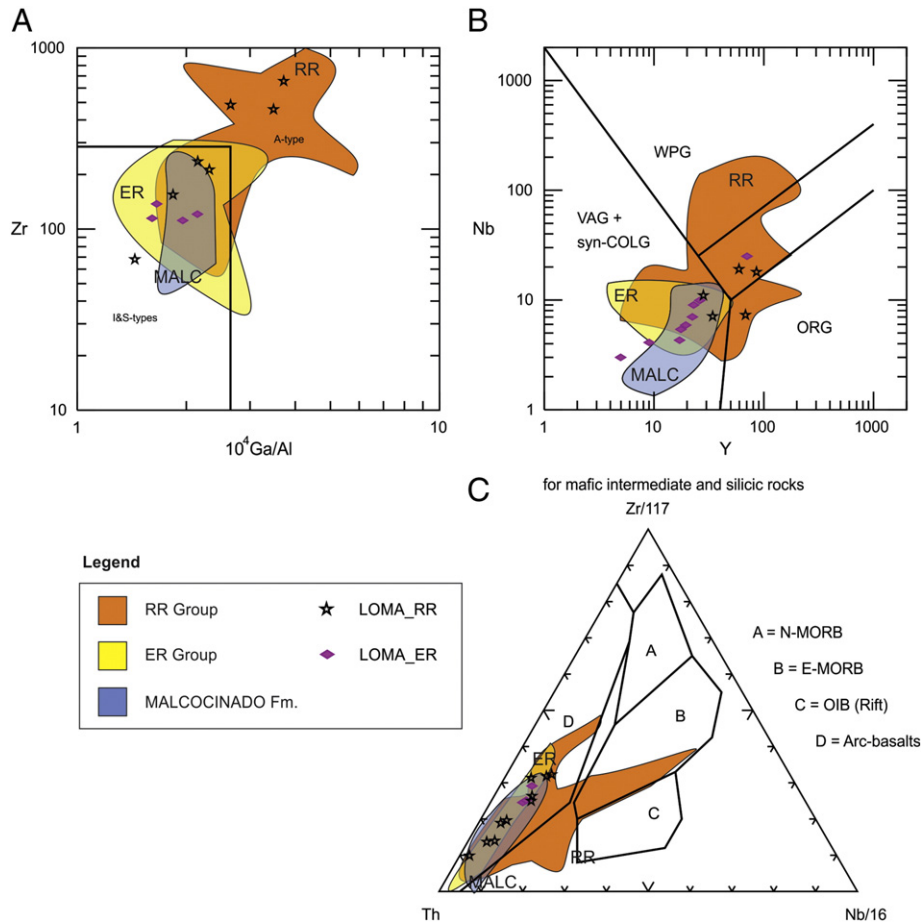 A
1000
Zr
100
10
1
10
10⁴Ga/Al
RR
A-type
ER
MALC
I&S-types
B
1000
Nb
100
10
1
1
10
100
1000
Y
WPG
RR
VAG +
syn-COLG
ER
ORG
MALC
C
for mafic intermediate and silicic rocks
Zr/117
A
B
C
D
ER
RR
MALC
Th
Nb/16
A = N-MORB
B = E-MORB
C = OIB (Rift)
D = Arc-basalts
Legend
RR Group
LOMA_RR
ER Group
LOMA_ER
MALCOCINADO Fm.